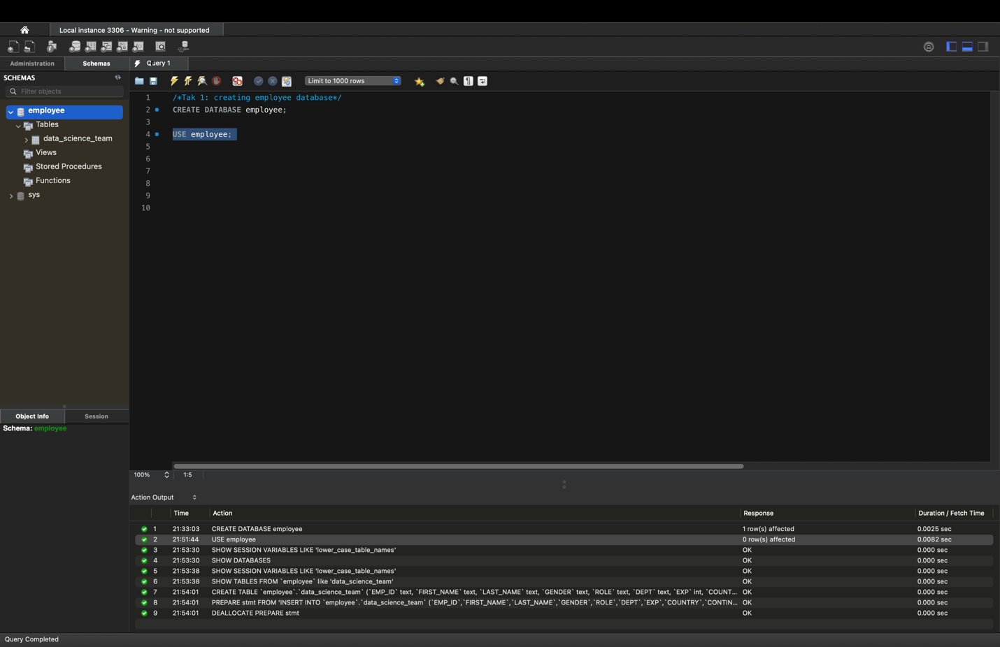 Local instance 3306 - Warning - not supported
Administration
Schemas
Query 1
SCHEMAS
Filter objects
Limit to 1000 rows
employee
Tables
data_science_team
Views
Stored Procedures
Functions
sys
1 /*Tak 1: creating employee database*/
2 CREATE DATABASE employee;
3
4 USE employee;
5
6
7
8
9
10
Object Info
Session
Schema: employee
100%
1:5
Action Output
Time Action Response Duration / Fetch Time
1 21:33:03 CREATE DATABASE employee 1 row(s) affected 0.0025 sec
2 21:51:44 USE employee 0 row(s) affected 0.0082 sec
3 21:53:30 SHOW SESSION VARIABLES LIKE 'lower_case_table_names' OK 0.000 sec
4 21:53:30 SHOW DATABASES OK 0.000 sec
5 21:53:38 SHOW SESSION VARIABLES LIKE 'lower_case_table_names' OK 0.000 sec
6 21:53:38 SHOW TABLES FROM `employee` like 'data_science_team' OK 0.000 sec
7 21:54:01 CREATE TABLE `employee`.`data_science_team` (`EMP_ID` text, `FIRST_NAME` text, `LAST_NAME` text, `GENDER` text, `ROLE` text, `DEPT` text, `EXP` int, `COUNT... OK 0.000 sec
8 21:54:01 PREPARE stmt FROM 'INSERT INTO `employee`.`data_science_team` (`EMP_ID`,`FIRST_NAME`,`LAST_NAME`,`GENDER`,`ROLE`,`DEPT`,`EXP`,`COUNTRY`,`CONTIN... OK 0.000 sec
9 21:54:01 DEALLOCATE PREPARE stmt OK 0.000 sec
Query Completed